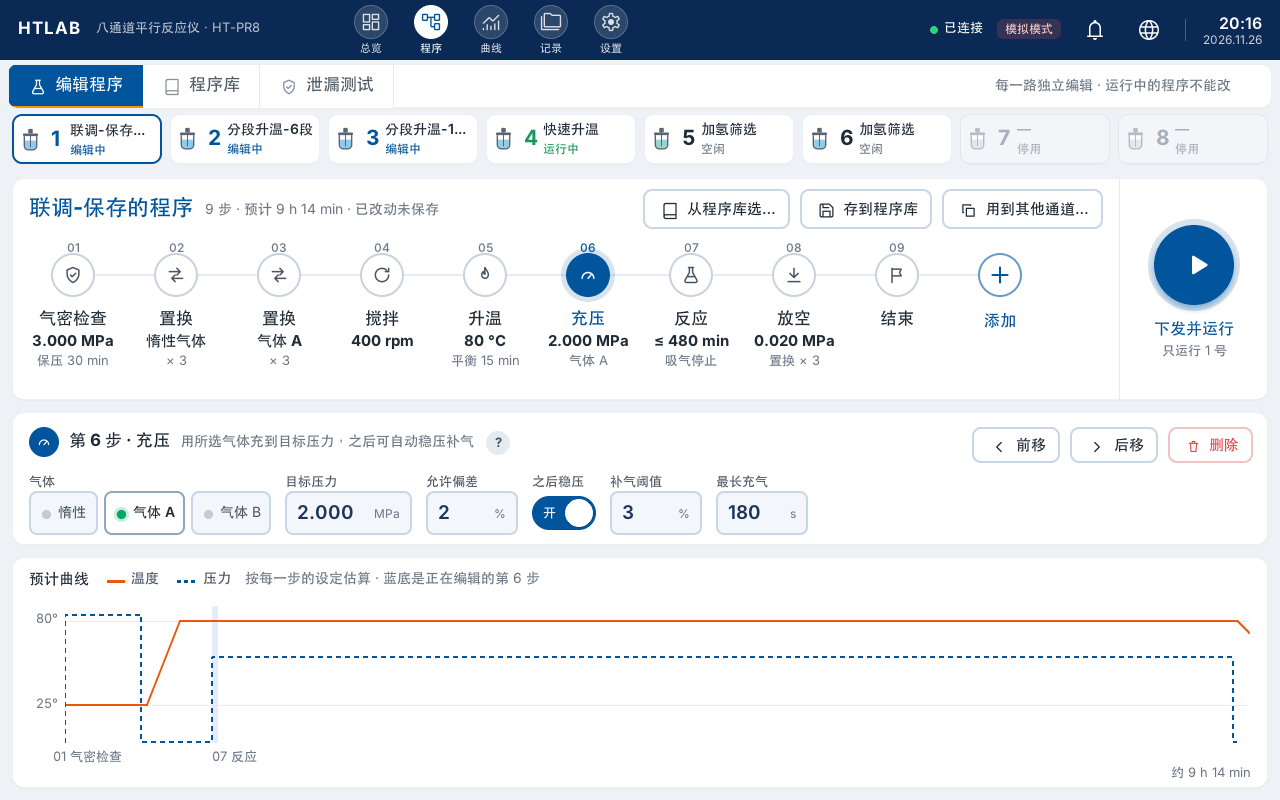 HTLAB 八通道平行反应仪 · HT-PR8
总览 程序 曲线 记录 设置
已连接 模拟模式 20:16
2026.11.26
编辑程序 程序库 泄漏测试 每一路独立编辑 · 运行中的程序不能改
1 联调-保存... 编辑中
2 分段升温-6段 编辑中
3 分段升温-1... 编辑中
4 快速升温 运行中
5 加氢筛选 空闲
6 加氢筛选 空闲
7 — 停用
8 — 停用
联调-保存的程序 9 步 · 预计 9 h 14 min · 已改动未保存
从程序库选... 存到程序库 用到其他通道...
01 02 03 04 05 06 07 08 09
气密检查 置换 置换 搅拌 升温 充压 反应 放空 结束 添加
3.000 MPa 惰性气体 气体 A 400 rpm 80 °C 2.000 MPa ≤ 480 min 0.020 MPa
保压 30 min × 3 × 3 平衡 15 min 气体 A 吸气停止 置换 × 3
下发并运行
只运行 1 号
第 6 步 · 充压 用所选气体充到目标压力 · 之后可自动稳压补气 ?
前移 后移 删除
气体 目标压力 允许偏差 之后稳压 补气阈值 最长充气
惰性 气体 A 气体 B 2.000 MPa 2 % 开 3 % 180 s
预计曲线 温度 压力 按每一步的设定估算 · 蓝底是正在编辑的第 6 步
80°
25°
01 气密检查 07 反应
约 9 h 14 min